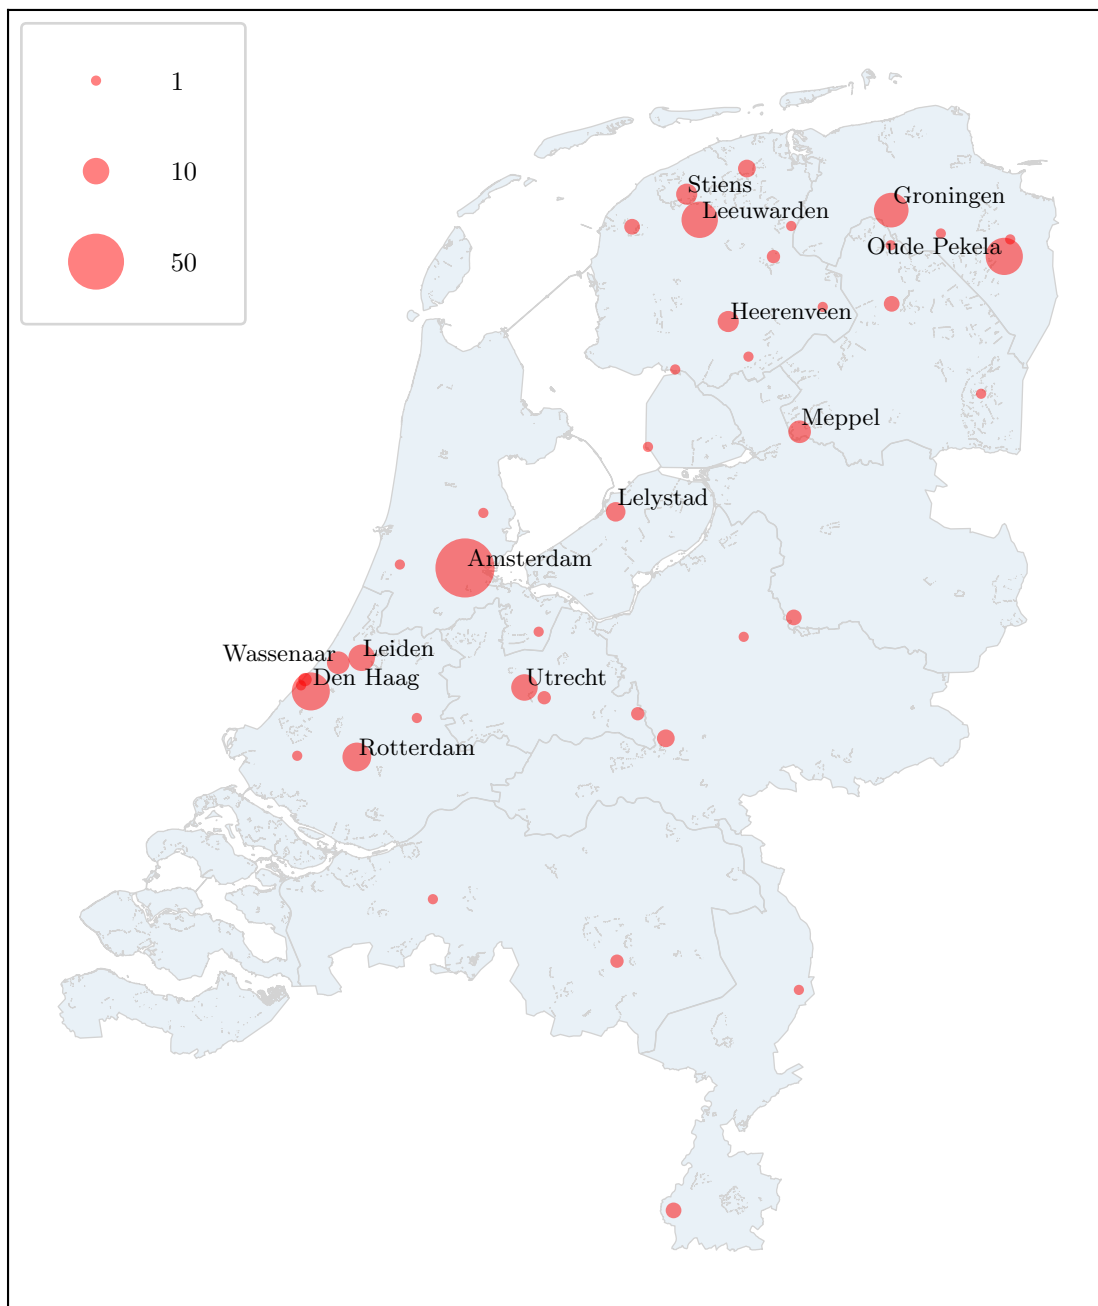 1
10
50
Stiens
Groningen
Leeuwarden
Oude Pekela
Heerenveen
Meppel
Lelystad
Amsterdam
Wassenaar
Leiden
Den Haag
Utrecht
Rotterdam